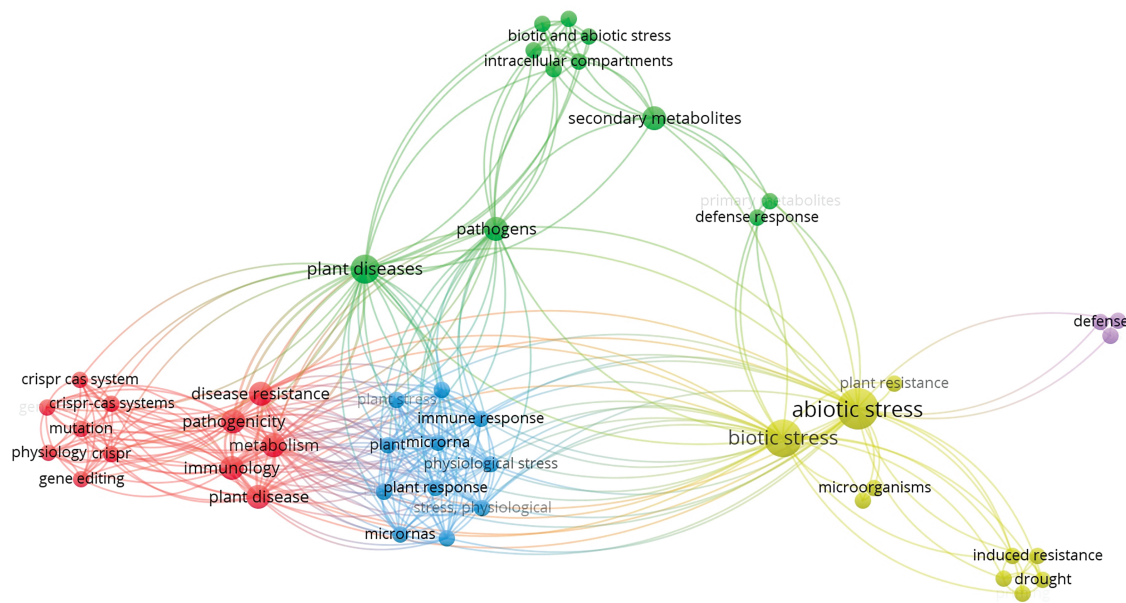 biotic and abiotic stress
intracellular compartments
secondary metabolites
primary metabolites
defense response
pathogens
plant diseases
defense
crispr cas system
crispr-cas systems
mutation
physiology
crispr
gene editing
disease resistance
pathogenicity
metabolism
immunology
plant disease
plant stress
immune response
plant
microrna
physiological stress
plant response
stress, physiological
micrornas
plant resistance
abiotic stress
biotic stress
microorganisms
induced resistance
drought